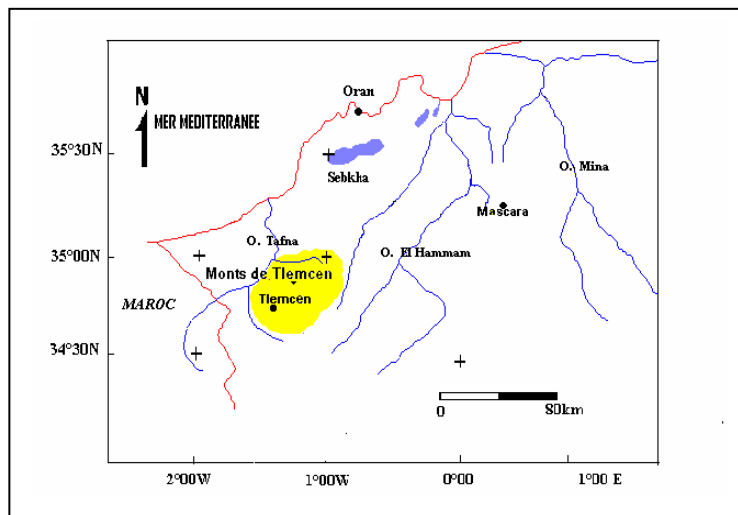 Oran
N
MER MEDITERRANEE
35°30N
Sebkha
O. Mina
Mascara
O. Tafna
35°00N
O. El Hammam
Monts de Tlemcen
MAROC
Tlemcen
34°30N
0
80km
2°00W
1°00W
0°00
1°00 E